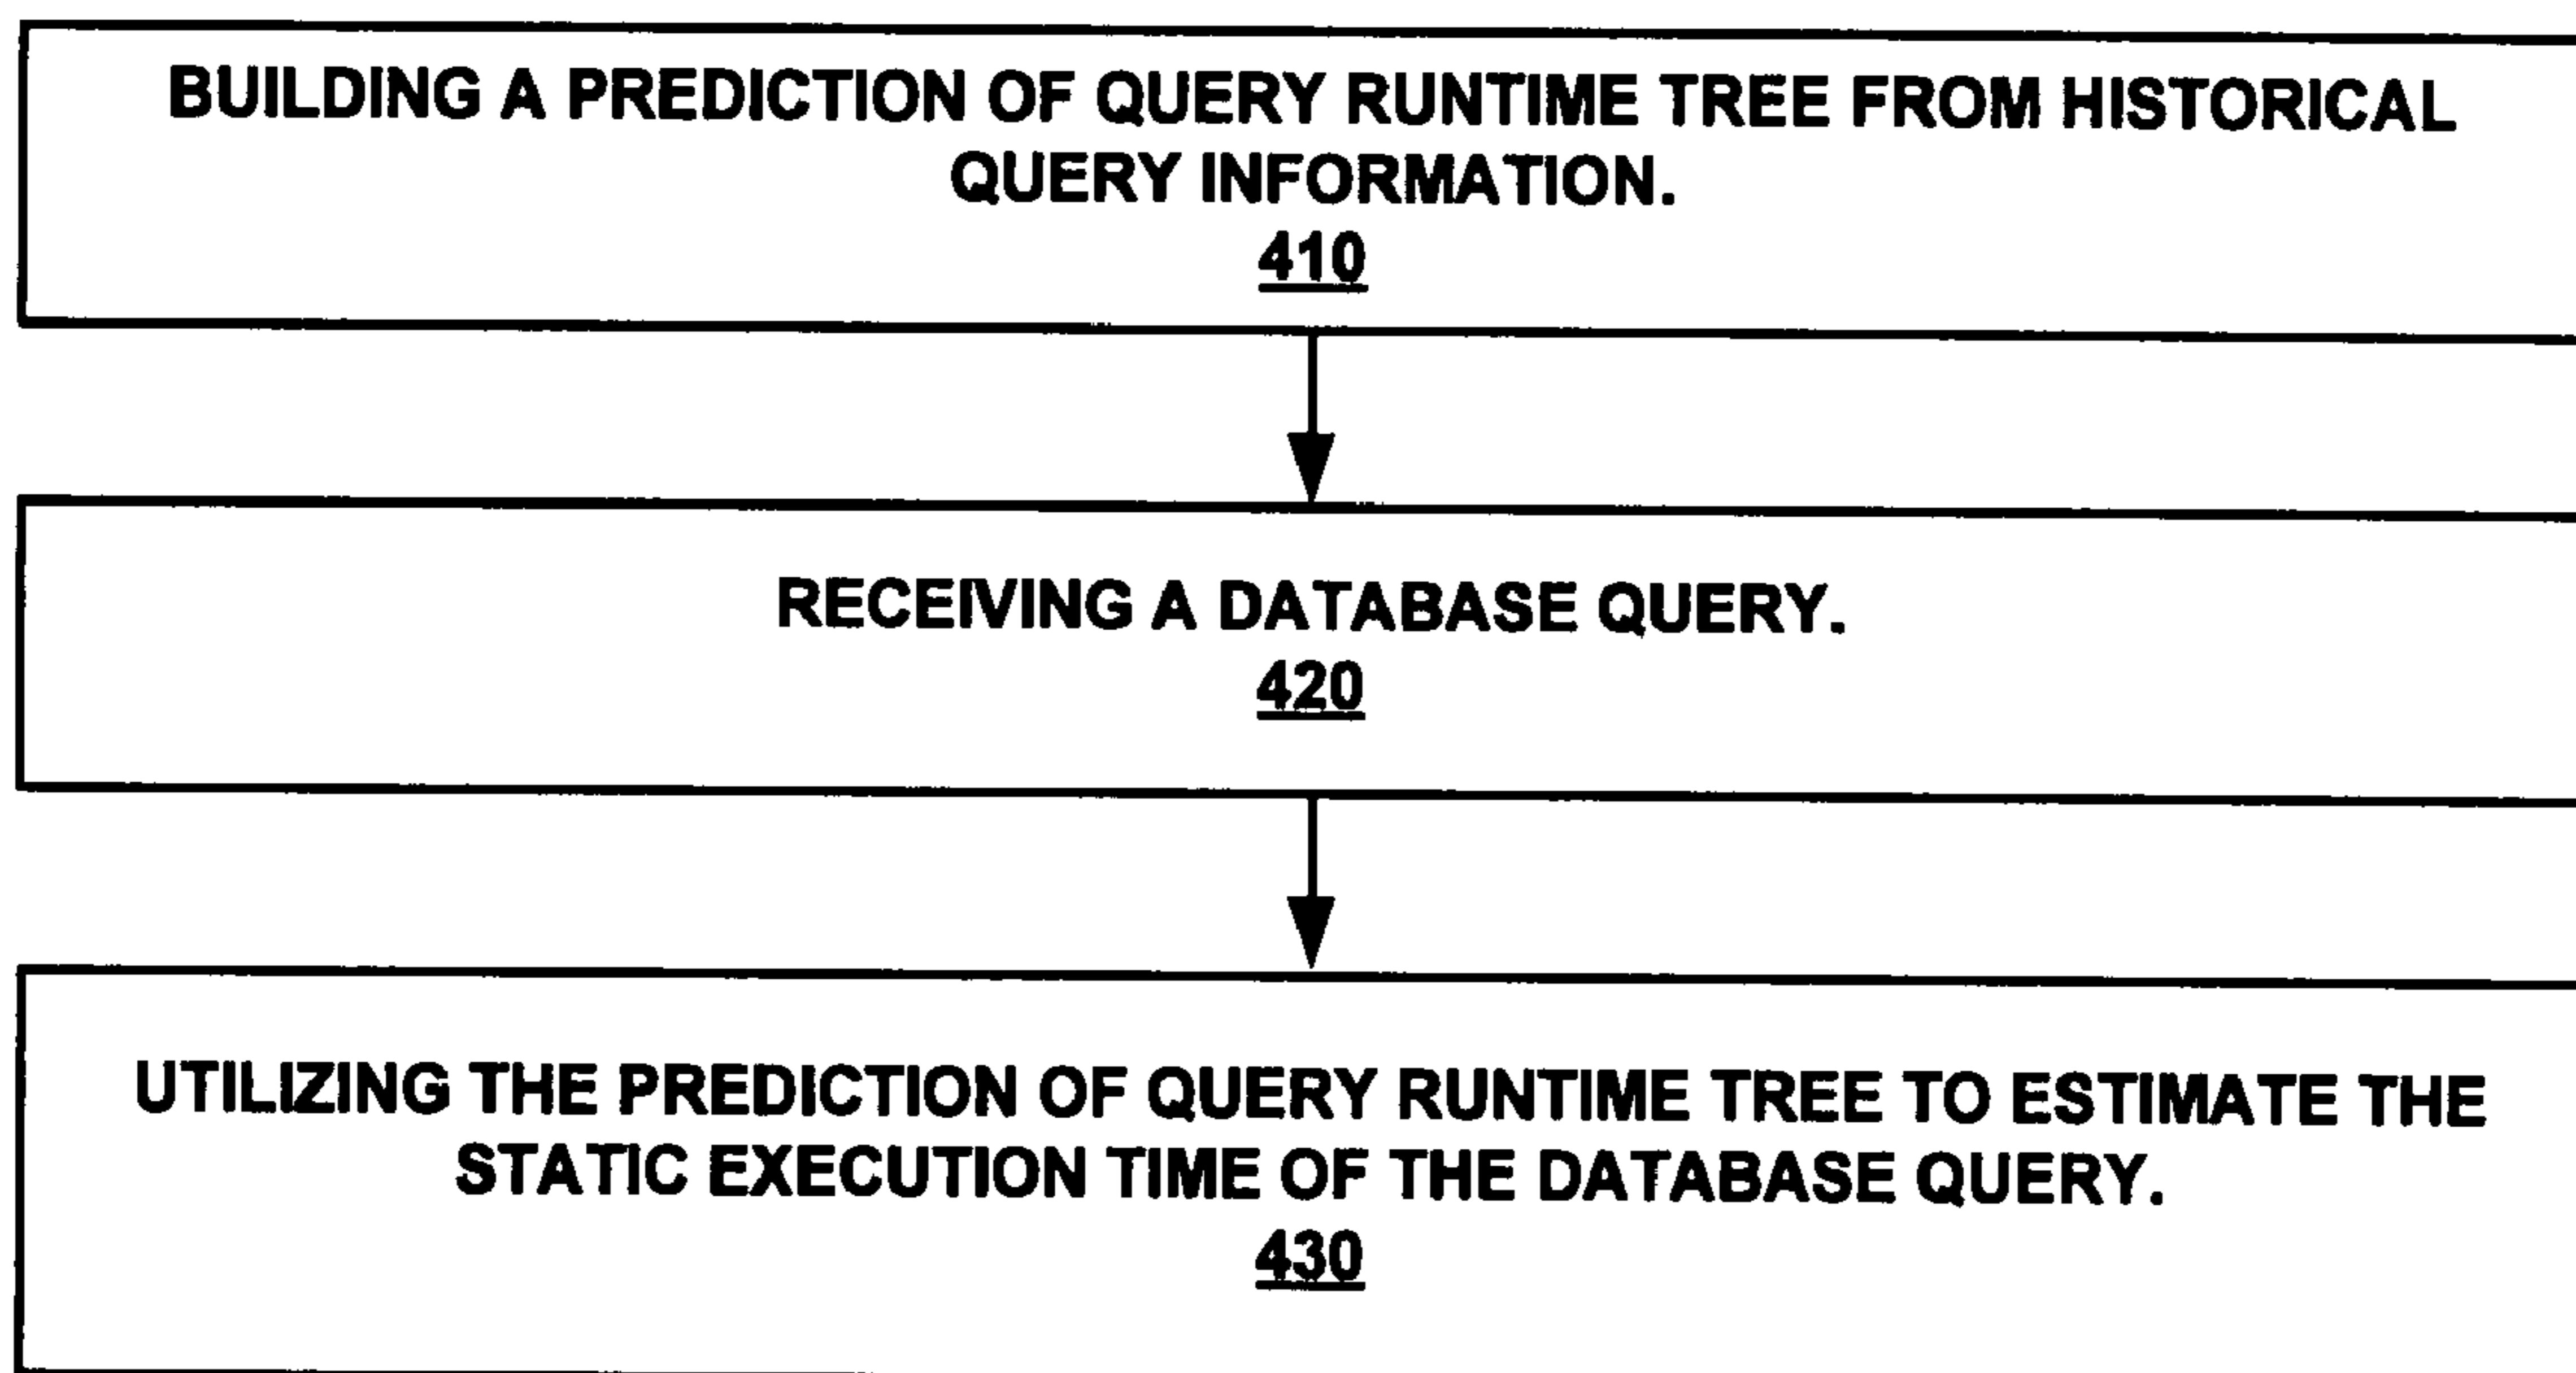 BUILDING A PREDICTION OF QUERY RUNTIME TREE FROM HISTORICAL
QUERY INFORMATION.
410
RECEIVING A DATABASE QUERY.
420
UTILIZING THE PREDICTION OF QUERY RUNTIME TREE TO ESTIMATE THE
STATIC EXECUTION TIME OF THE DATABASE QUERY.
430